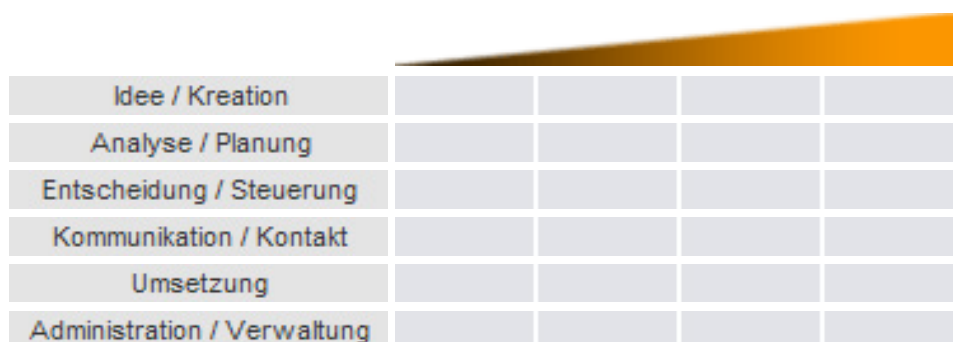 Idee / Kreation
Analyse / Planung
Entscheidung / Steuerung
Kommunikation / Kontakt
Umsetzung
Administration / Verwaltung